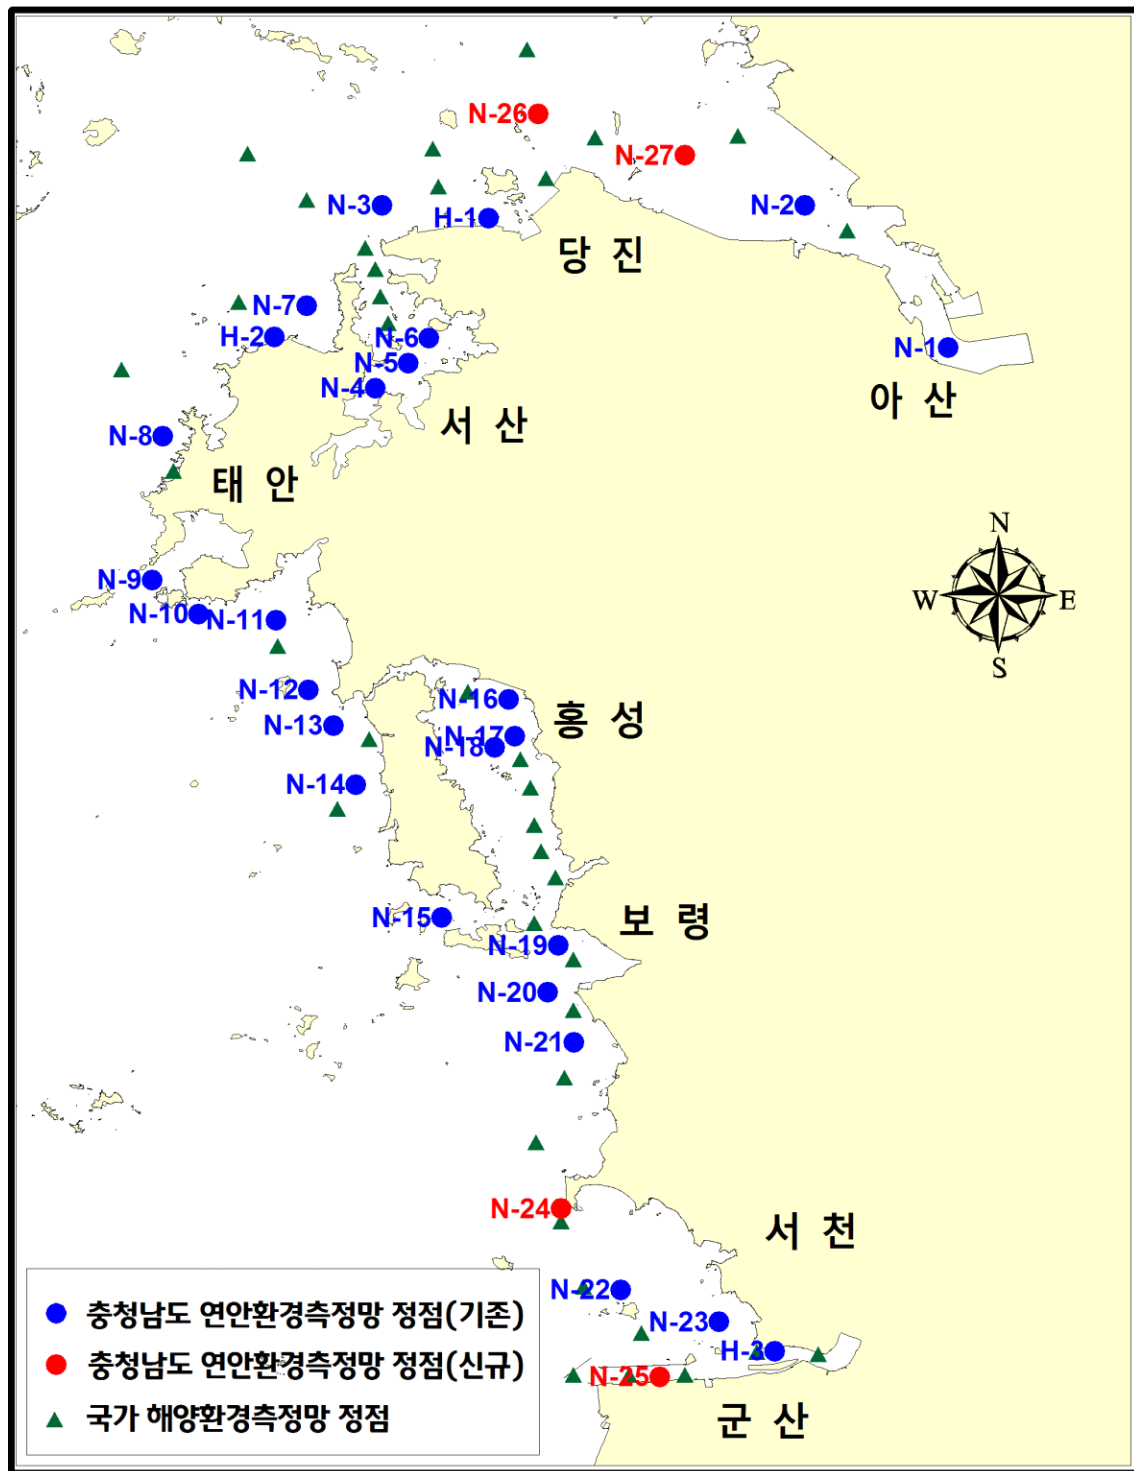 N-26
N-27
N-3
H-1
N-2
당 진
N-7
H-2
N-6
N-5
N-4
N-1
아 산
서 산
N-8
태 안
N
W
E
S
N-9
N-10
N-11
N-12
N-13
N-16
N-17
N-18
홍 성
N-14
N-15
보 령
N-19
N-20
N-21
N-24
서 천
N-22
N-23
H-3
N-25
군 산
충청남도 연안환경측정망 정점(기존)
충청남도 연안환경측정망 정점(신규)
국가 해양환경측정망 정점